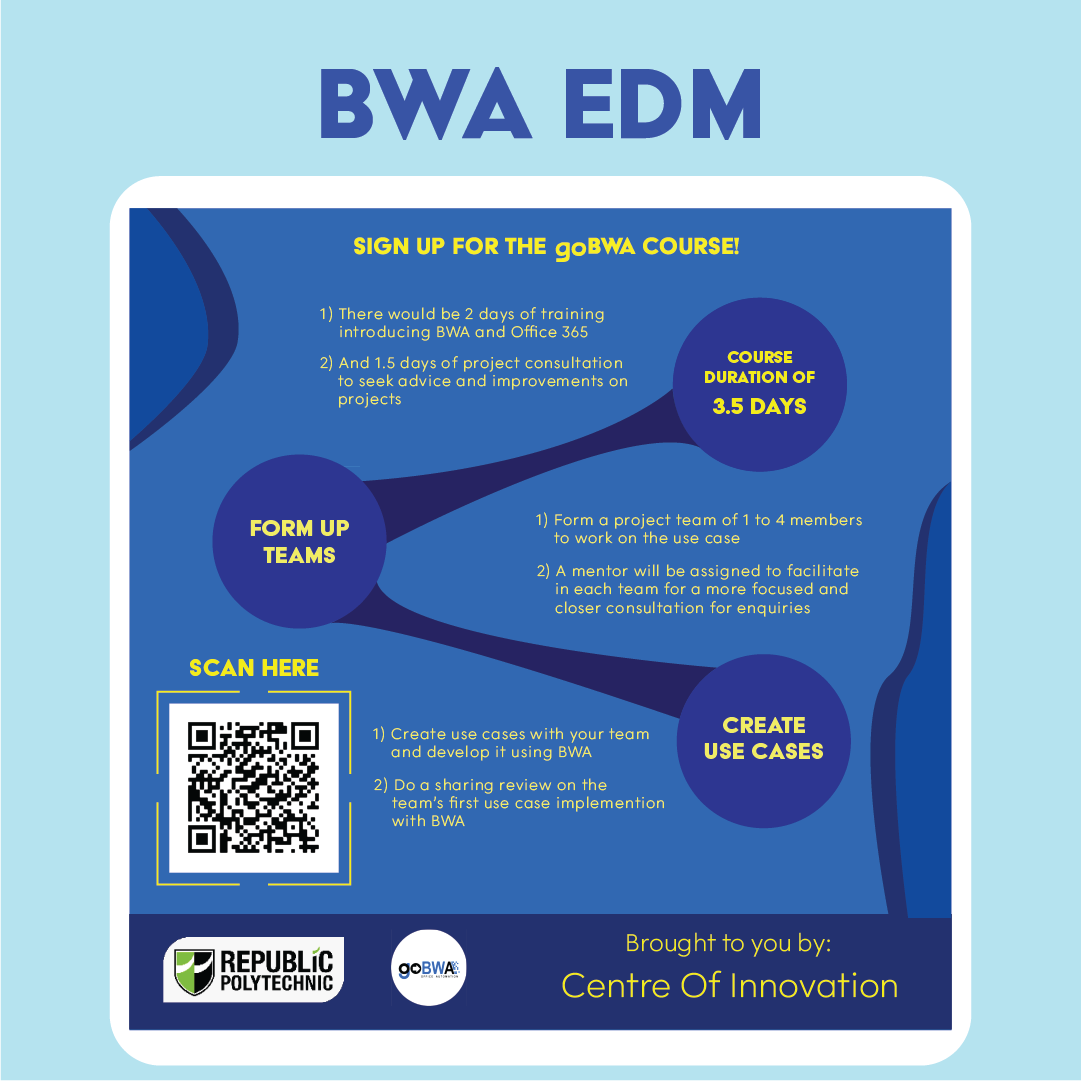 BWA EDM
SIGN UP FOR THE goBWA COURSE!
1) There would be 2 days of training
introducing BWA and Office 365
2) And 1.5 days of project consultation
to seek advice and improvements on
projects
COURSE
DURATION OF
3.5 DAYS
FORM UP
TEAMS
1) Form a project team of 1 to 4 members
to work on the use case
2) A mentor will be assigned to facilitate
in each team for a more focused and
closer consultation for enquiries
SCAN HERE
1) Create use cases with your team
and develop it using BWA
2) Do a sharing review on the
team's first use case implemention
with BWA
CREATE
USE CASES
REPUBLIC
POLYTECHNIC
goBWA
OFFICE AUTOMATION
Brought to you by:
Centre Of Innovation